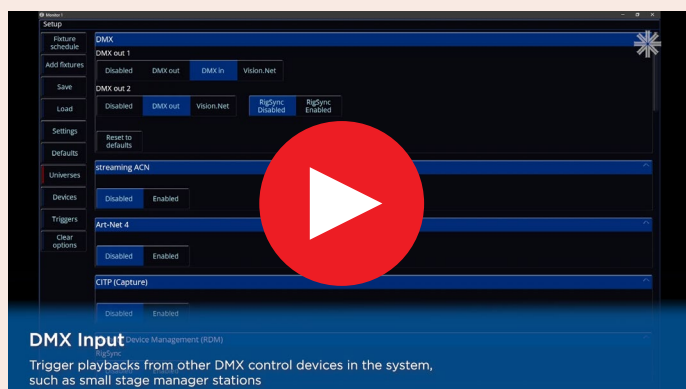 Monitor 1
Setup
Fixture schedule
DMX
DMX out 1
Add fixtures
Disabled DMX out DMX in Vision.Net
Save
DMX out 2
Load
Disabled DMX out Vision.Net RigSync Disabled RigSync Enabled
Settings
Reset to defaults
Defaults
Universes
streaming ACN
Devices
Disabled Enabled
Triggers
Art-Net 4
Clear options
Disabled Enabled
CITP (Capture)
Disabled Enabled
DMX Input
Device Management (RDM)
RigSync
Trigger playbacks from other DMX control devices in the system,
such as small stage manager stations